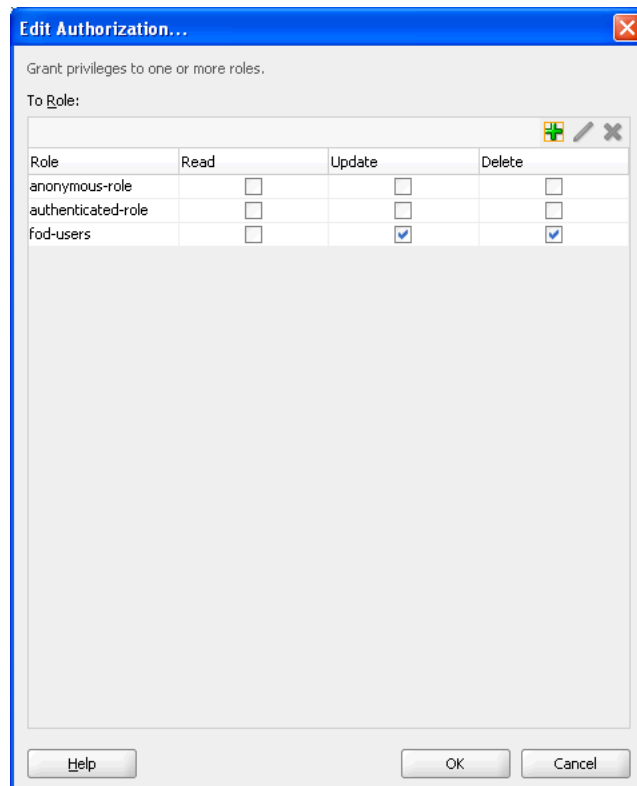 Edit Authorization...
Grant privileges to one or more roles.
To Role:
Role Read Update Delete
anonymous-role
authenticated-role
fod-users
Help OK Cancel